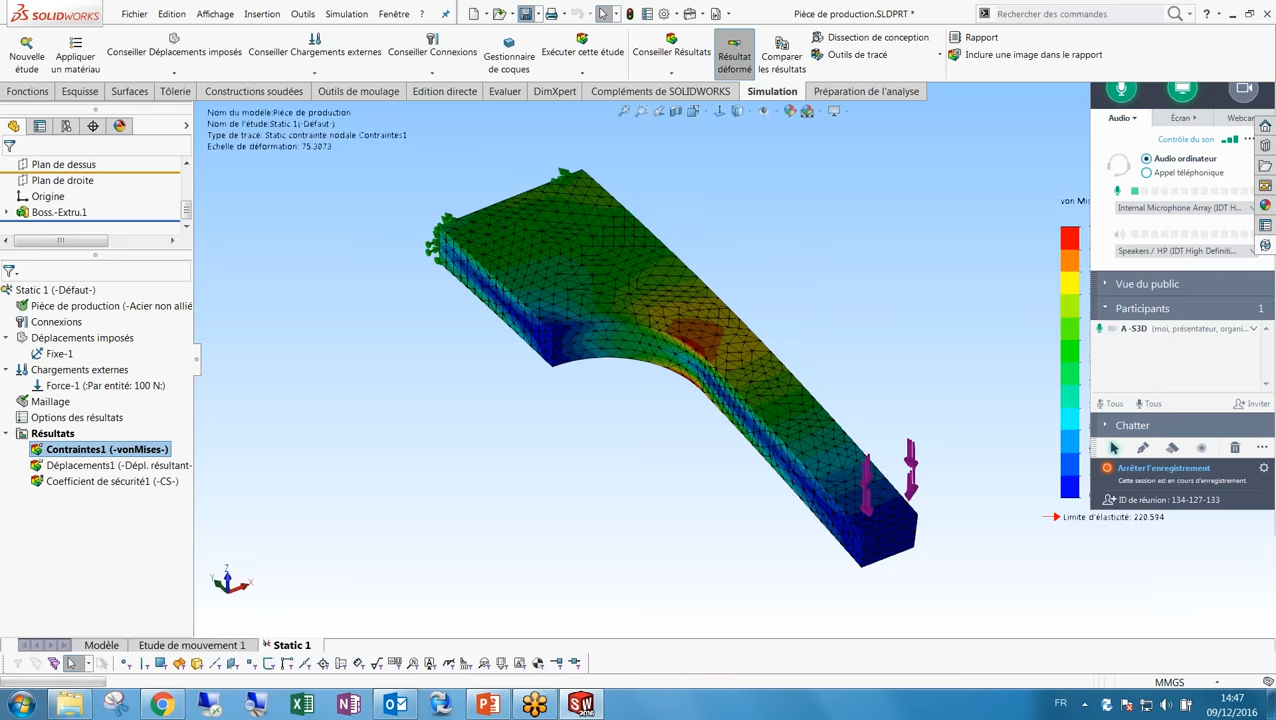 SOLIDWORKS
Fichier Edition Affichage Insertion Outils Simulation Fenêtre ?
Pièce de production.SLDPRT *
Rechercher des commandes
Nouvelle étude
Appliquer un matériau
Conseiller Déplacements imposés
Conseiller Chargements externes
Conseiller Connexions
Gestionnaire de coques
Exécuter cette étude
Conseiller Résultats
Résultat déformé
Comparer les résultats
Dissection de conception
Outils de tracé
Rapport
Inclure une image dans le rapport
Fonctions Esquisse Surfaces Tôlerie Constructions soudées Outils de moulage Edition directe Evaluer DimXpert Compléments de SOLIDWORKS Simulation Préparation de l'analyse
Plan de dessus
Plan de droite
Origine
Boss.-Extru.1
Static 1 (-Défaut-)
Pièce de production (-Acier non allié
Connexions
Déplacements imposés
Fixe-1
Chargements externes
Force-1 (:Par entité: 100 N:)
Maillage
Options des résultats
Résultats
Contraintes1 (-vonMises-)
Déplacements1 (-Dépl. résultant-
Coefficient de sécurité1 (-CS-)
Nom du modèle:Pièce de production
Nom de l'étude:Static 1(-Défaut-)
Type de tracé: Static contrainte nodale Contraintes1
Echelle de déformation: 75.3073
Z
Y
X
von Mis
Limite d'élasticité: 220.594
Audio Écran Webcam
Contrôle du son
Audio ordinateur
Appel téléphonique
Internal Microphone Array (IDT H...
Speakers / HP (IDT High Definiti...
Vue du public
Participants 1
A -S3D (moi, présentateur, organi...
Tous Tous Inviter
Chatter
Arrêter l'enregistrement
Cette session est en cours d'enregistrement.
ID de réunion : 134-127-133
Modèle Etude de mouvement 1 Static 1
MMGS
SW 2016
FR
14:47
09/12/2016